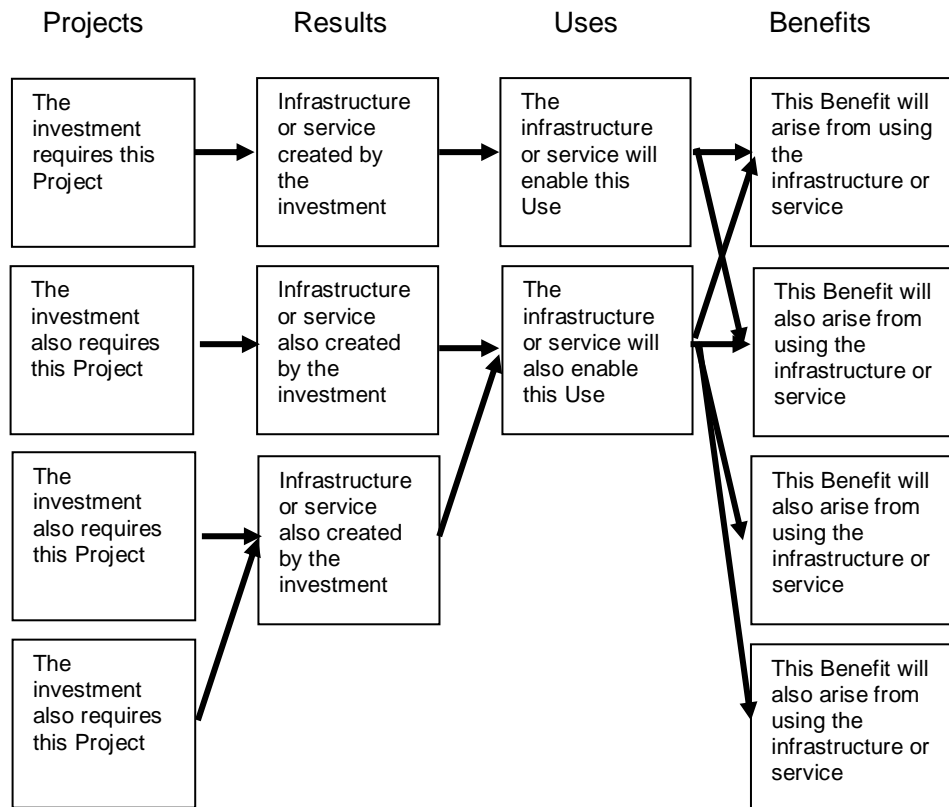 Projects
Results
Uses
Benefits
The
investment
requires this
Project
Infrastructure
or service
created by
the
investment
The
infrastructure
or service will
enable this
Use
This Benefit will
arise from using
the
infrastructure or
service
The
investment
also requires
this Project
Infrastructure
or service
also created
by the
investment
The
infrastructure
or service will
also enable
this Use
This Benefit will
also arise from
using the
infrastructure or
service
The
investment
also requires
this Project
Infrastructure
or service
also created
by the
investment
This Benefit will
also arise from
using the
infrastructure or
service
The
investment
also requires
this Project
This Benefit will
also arise from
using the
infrastructure or
service